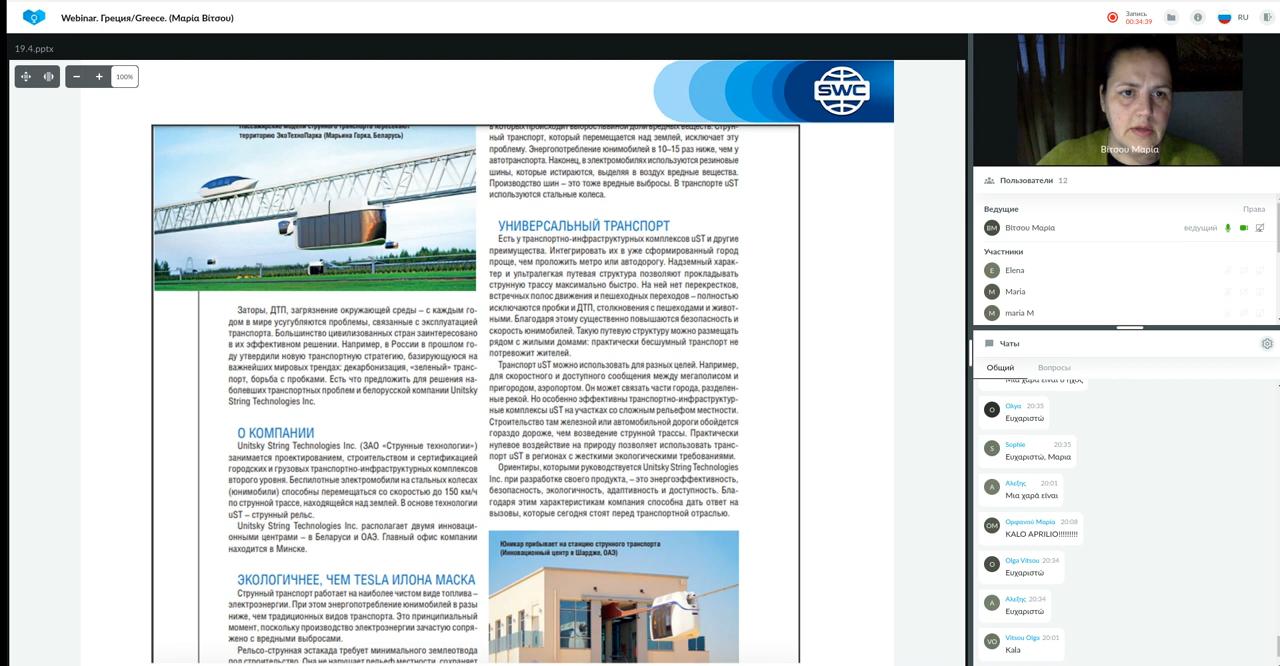 Webinar. Греция/Greece. (Μαρία Βίτσου)
Запись
00:34:39
RU
19.4.pptx
100%
SWC
территорию ЭкоТехноПарка (Марьина Горка, Беларусь)
Заторы, ДТП, загрязнение окружающей среды – с каждым го-
дом в мире усугубляются проблемы, связанные с эксплуатацией
транспорта. Большинство цивилизованных стран заинтересовано
в их эффективном решении. Например, в России в прошлом го-
ду утвердили новую транспортную стратегию, базирующуюся на
важнейших мировых трендах: декарбонизация, «зеленый» транс-
порт, борьба с пробками. Есть что предложить для решения на-
болевших транспортных проблем и белорусской компании Unitsky
String Technologies Inc.
О КОМПАНИИ
Unitsky String Technologies Inc. (ЗАО «Струнные технологии»)
занимается проектированием, строительством и сертификацией
городских и грузовых транспортно-инфраструктурных комплексов
второго уровня. Беспилотные электромобили на стальных колесах
(юнимобили) способны перемещаться со скоростью до 150 км/ч
по струнной трассе, находящейся над землей. В основе технологии
uST – струнный рельс.
Unitsky String Technologies Inc. располагает двумя инноваци-
онными центрами – в Беларуси и ОАЭ. Главный офис компании
находится в Минске.
ЭКОЛОГИЧНЕЕ, ЧЕМ TESLA ИЛОНА МАСКА
Струнный транспорт работает на наиболее чистом виде топлива –
электроэнергии. При этом энергопотребление юнимобилей в разы
ниже, чем традиционных видов транспорта. Это принципиальный
момент, поскольку производство электроэнергии зачастую сопря-
жено с вредными выбросами.
Рельсо-струнная эстакада требует минимального землеотвода
под строительство. Она не нарушает рельеф местности, сохраняет
в которых происходит выброс львиной доли вредных веществ. Струн-
ный транспорт, который перемещается над землей, исключает эту
проблему. Энергопотребление юнимобилей в 10–15 раз ниже, чем у
автотранспорта. Наконец, в электромобилях используются резиновые
шины, которые истираются, выделяя в воздух вредные вещества.
Производство шин – это тоже вредные выбросы. В транспорте uST
используются стальные колеса.
УНИВЕРСАЛЬНЫЙ ТРАНСПОРТ
Есть у транспортно-инфраструктурных комплексов uST и другие
преимущества. Интегрировать их в уже сформированный город
проще, чем проложить метро или автодорогу. Надземный харак-
тер и ультралегкая путевая структура позволяют прокладывать
струнную трассу максимально быстро. На ней нет перекрестков,
встречных полос движения и пешеходных переходов – полностью
исключаются пробки и ДТП, столкновения с пешеходами и живот-
ными. Благодаря этому существенно повышаются безопасность и
скорость юнимобилей. Такую путевую структуру можно размещать
рядом с жилыми домами: практически бесшумный транспорт не
потревожит жителей.
Транспорт uST можно использовать для разных целей. Например,
для скоростного и доступного сообщения между мегаполисом и
пригородом, аэропортом. Он может связать части города, разделен-
ные рекой. Но особенно эффективны транспортно-инфраструктур-
ные комплексы uST на участках со сложным рельефом местности.
Строительство там железной или автомобильной дороги обойдется
гораздо дороже, чем возведение струнной трассы. Практически
нулевое воздействие на природу позволяет использовать транс-
порт uST в регионах с жесткими экологическими требованиями.
Ориентиры, которыми руководствуется Unitsky String Technologies
Inc. при разработке своего продукта, – это энергоэффективность,
безопасность, экологичность, адаптивность и доступность. Бла-
годаря этим характеристикам компания способна дать ответ на
вызовы, которые сегодня стоят перед транспортной отраслью.
Юникар прибывает на станцию струнного транспорта
(Инновационный центр в Шардже, ОАЭ)
Βίτσου Μαρία
Пользователи 12
Ведущие Права
ΒΜ Βίτσου Μαρία ведущий
Участники
E Elena
M Maria
M maria M
Чаты
Общий Вопросы
Μια χαρά είναι ο ήχος
O Olya 20:35
Ευχαριστώ
S Sophie 20:35
Ευχαριστώ, Μαρια
A Αλεξης 20:01
Μια χαρά είναι
ΟΜ Ορφανού Μαρία 20:08
KALO APRILIO!!!!!!!!!
O Olga Vitsou 20:34
Ευχαριστώ
A Αλεξης 20:34
Ευχαριστώ
VO Vitsou Olga 20:01
Kala